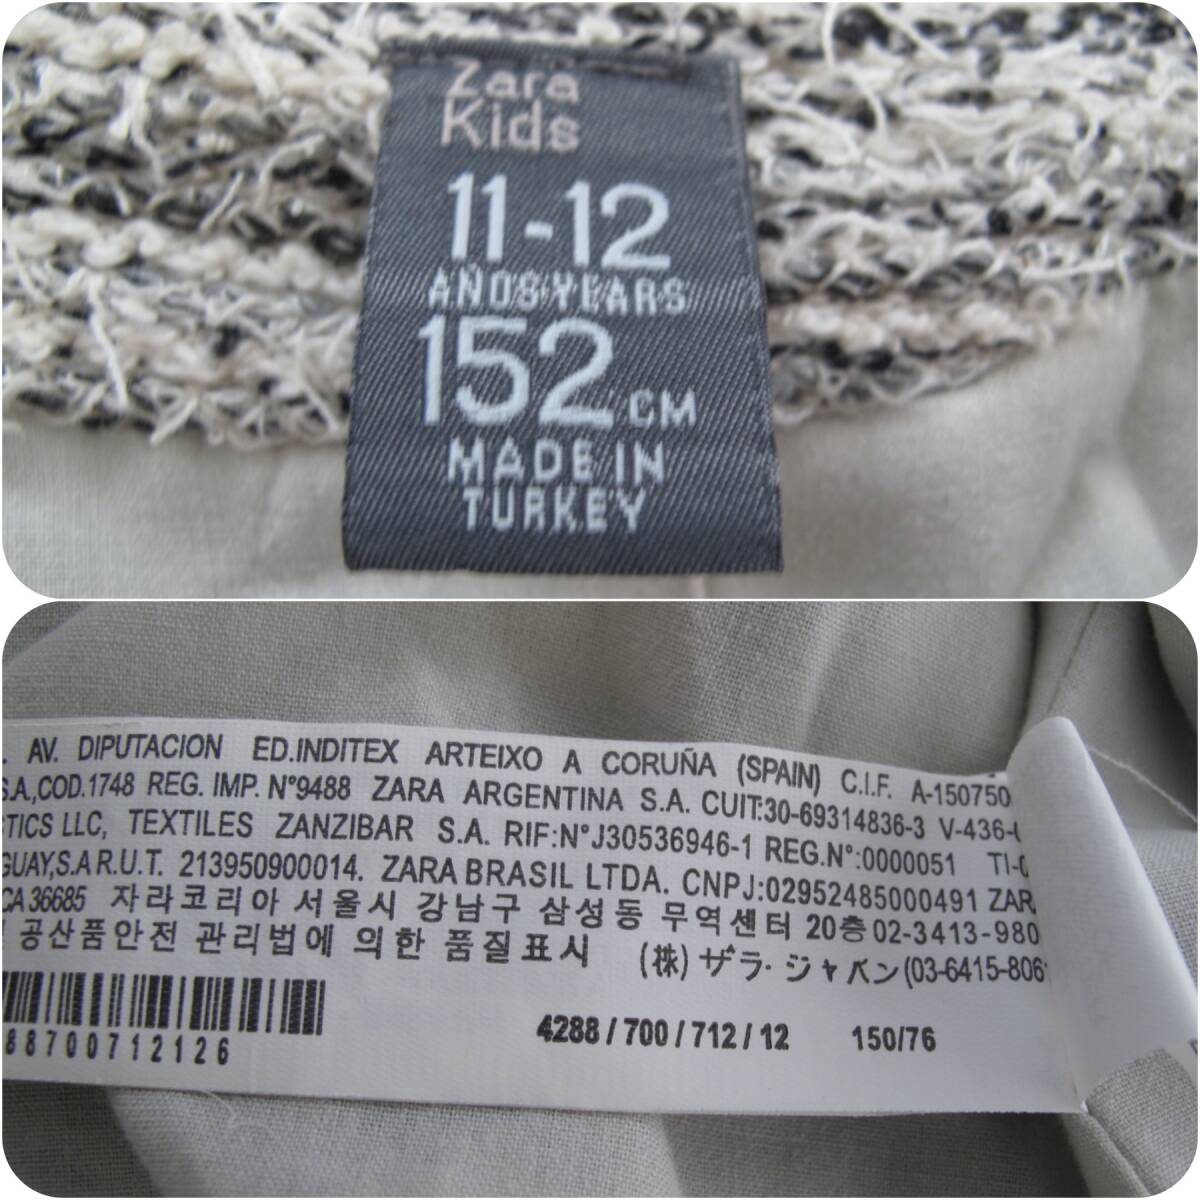 Zara
Kids
11-12
AÑOS-YEARS
152 CM
MADE IN
TURKEY
AV. DIPUTACION ED.INDITEX ARTEIXO A CORUÑA (SPAIN) C.I.F. A-150750
S.A.,COD.1748 REG. IMP. N°9488 ZARA ARGENTINA S.A. CUIT:30-69314836-3 V-436-
TICS LLC, TEXTILES ZANZIBAR S.A. RIF:N°J30536946-1 REG.N°:0000051 TI-
GUAY,S.A R.U.T. 213950900014. ZARA BRASIL LTDA. CNPJ:02952485000491 ZAR
CA 36685 자라코리아 서울시 강남구 삼성동 무역센터 20층 02-3413-980
공산품안전 관리법에 의한 품질표시 (株) ザラ・ジャパン (03-6415-806
4288/700/712/12 150/76
88700712126